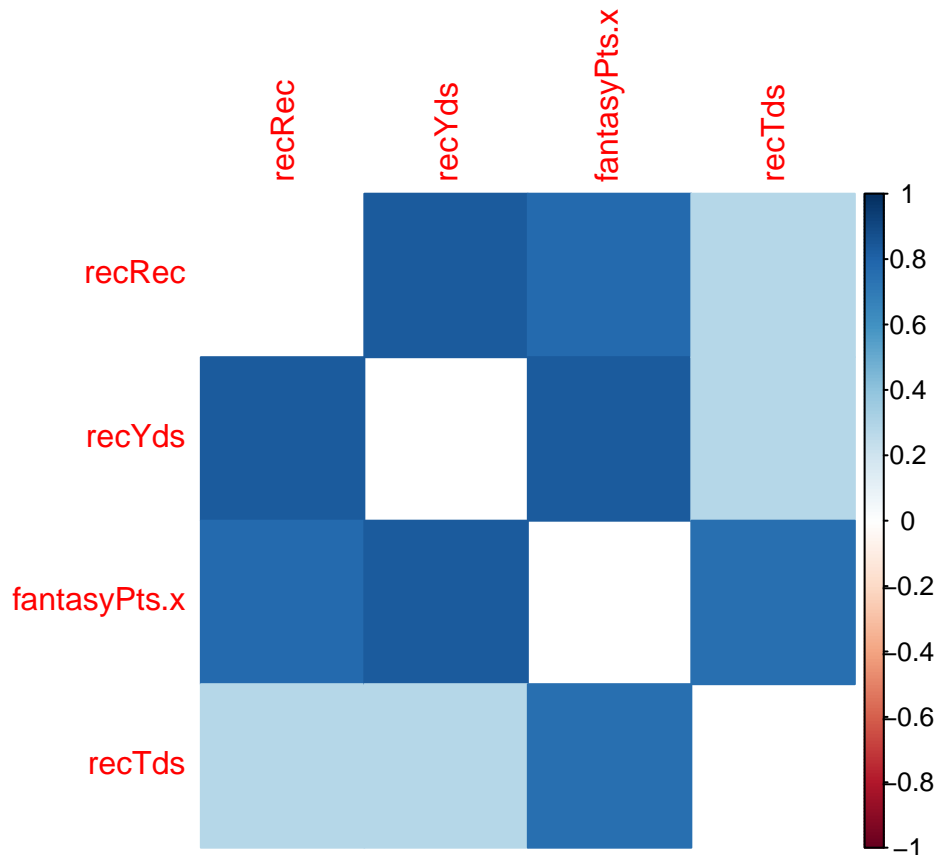 recRec
recYds
fantasyPts.x
recTds
recRec
recYds
fantasyPts.x
recTds
1
0.8
0.6
0.4
0.2
0
−0.2
−0.4
−0.6
−0.8
−1